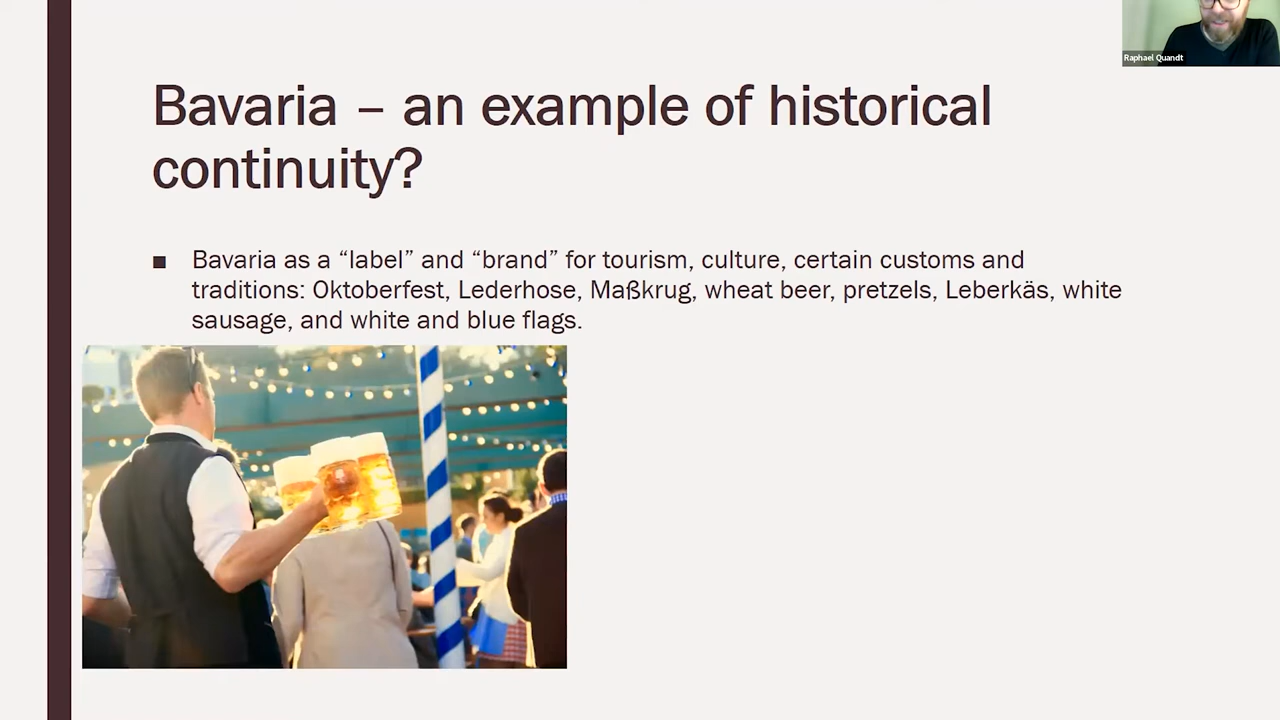 Raphael Quandt
Bavaria – an example of historical
continuity?
■ Bavaria as a “label” and “brand” for tourism, culture, certain customs and
traditions: Oktoberfest, Lederhose, Maßkrug, wheat beer, pretzels, Leberkäs, white
sausage, and white and blue flags.